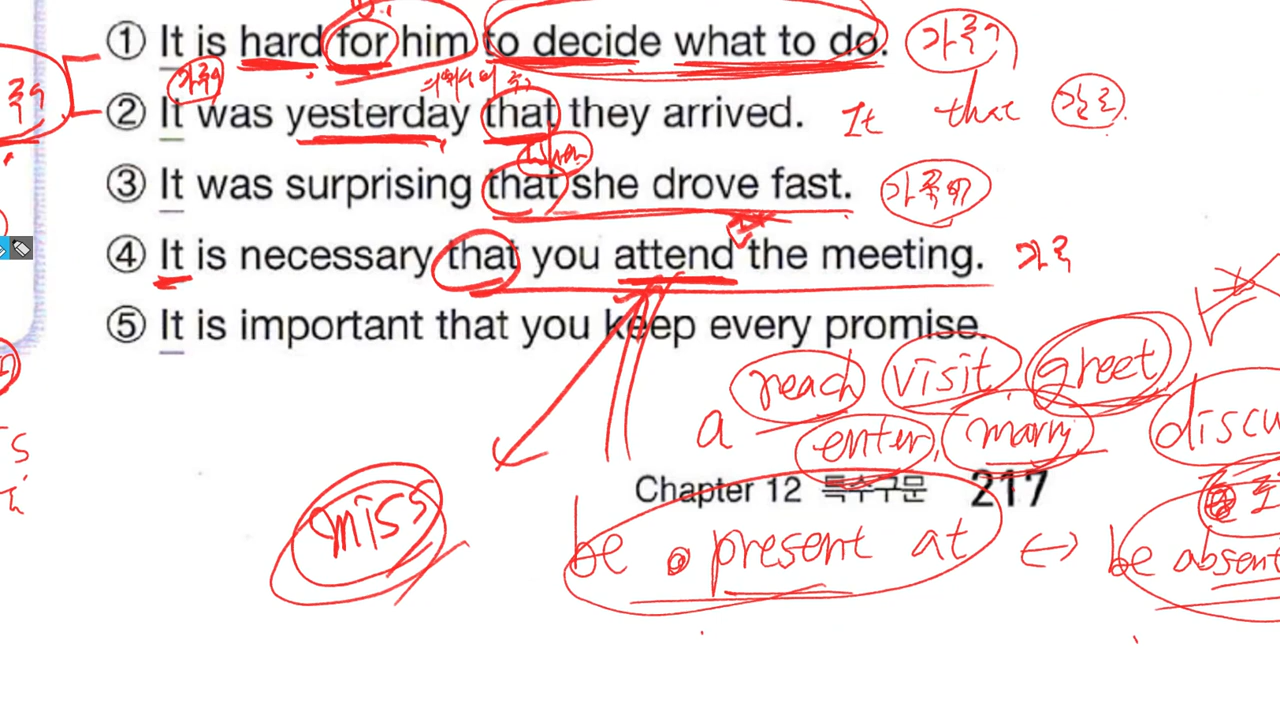 ① It is hard for him to decide what to do. 가주어
가주어
② It was yesterday that they arrived. It that 강조
when
③ It was surprising that she drove fast.
④ It is necessary that you attend the meeting.
⑤ It is important that you keep every promise.
reach visit greet
a enter, marry discu
Chapter 12 특수구문 217
miss be present at ↔ be absent